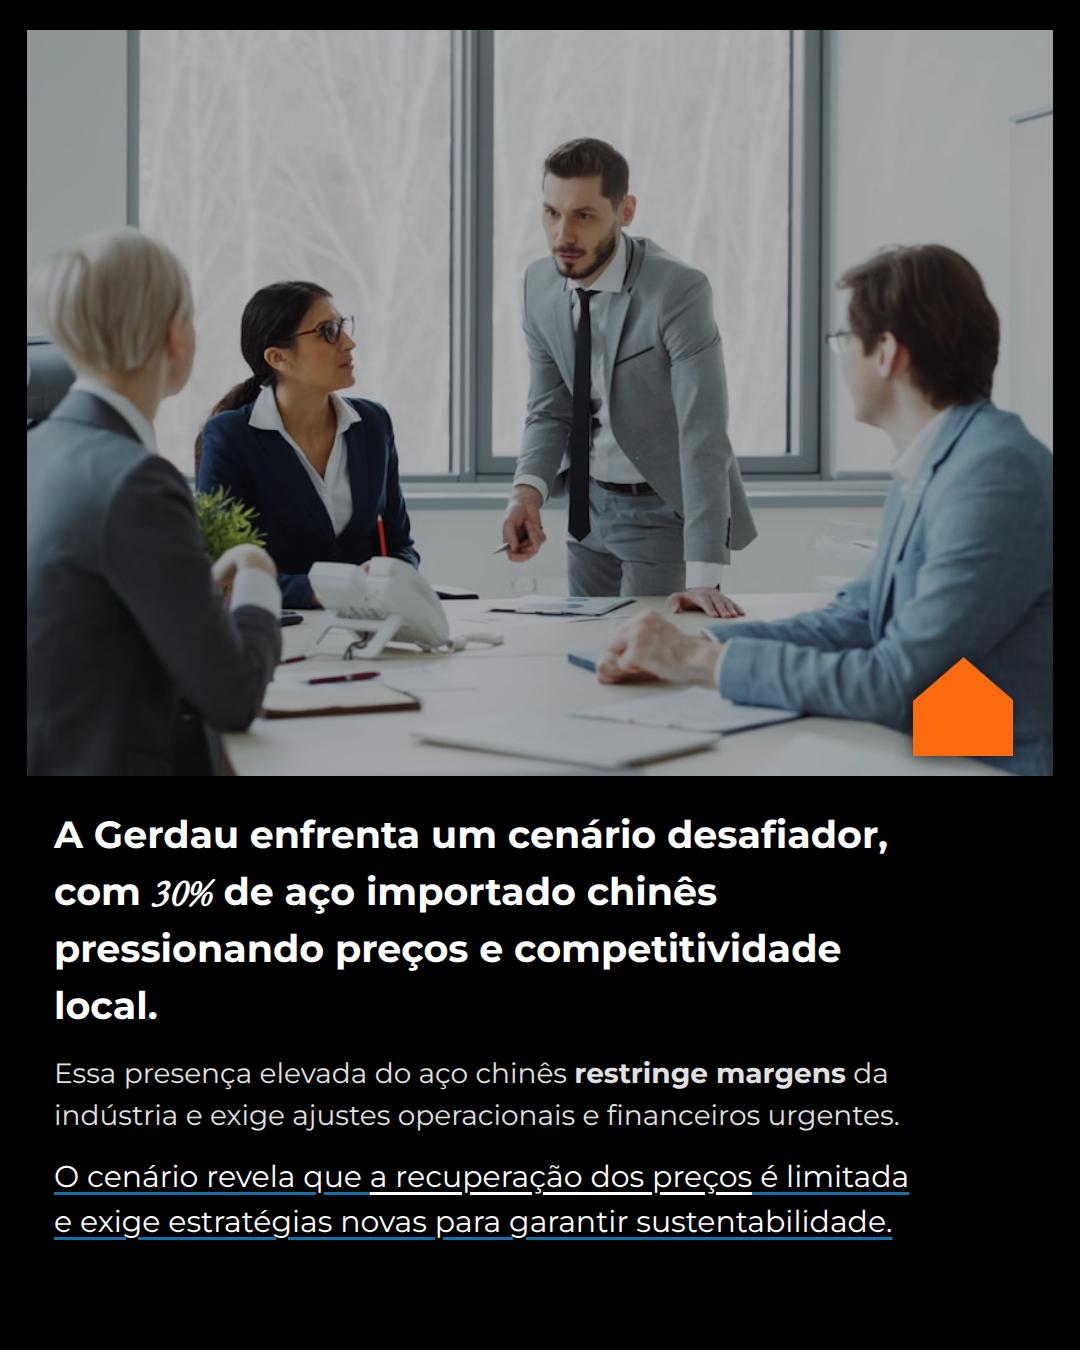 A Gerdau enfrenta um cenário desafiador,
com 30% de aço importado chinês
pressionando preços e competitividade
local.
Essa presença elevada do aço chinês restringe margens da
indústria e exige ajustes operacionais e financeiros urgentes.
O cenário revela que a recuperação dos preços é limitada
e exige estratégias novas para garantir sustentabilidade.